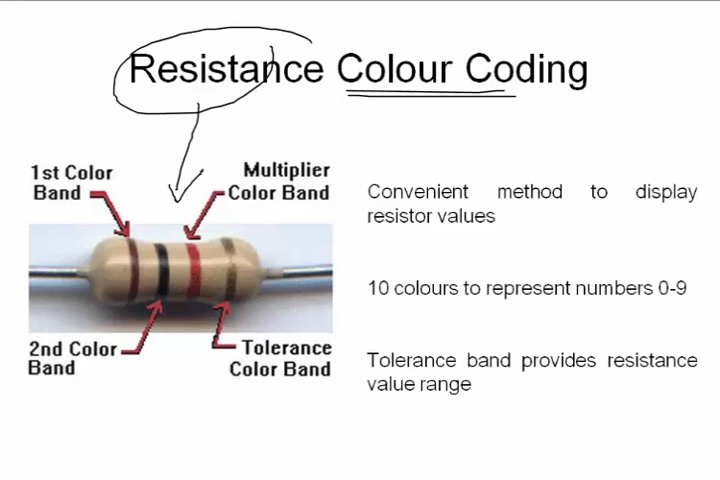 Resistance Colour Coding
1st Color
Band
Multiplier
Color Band
2nd Color
Band
Tolerance
Color Band
Convenient method to display
resistor values
10 colours to represent numbers 0-9
Tolerance band provides resistance
value range